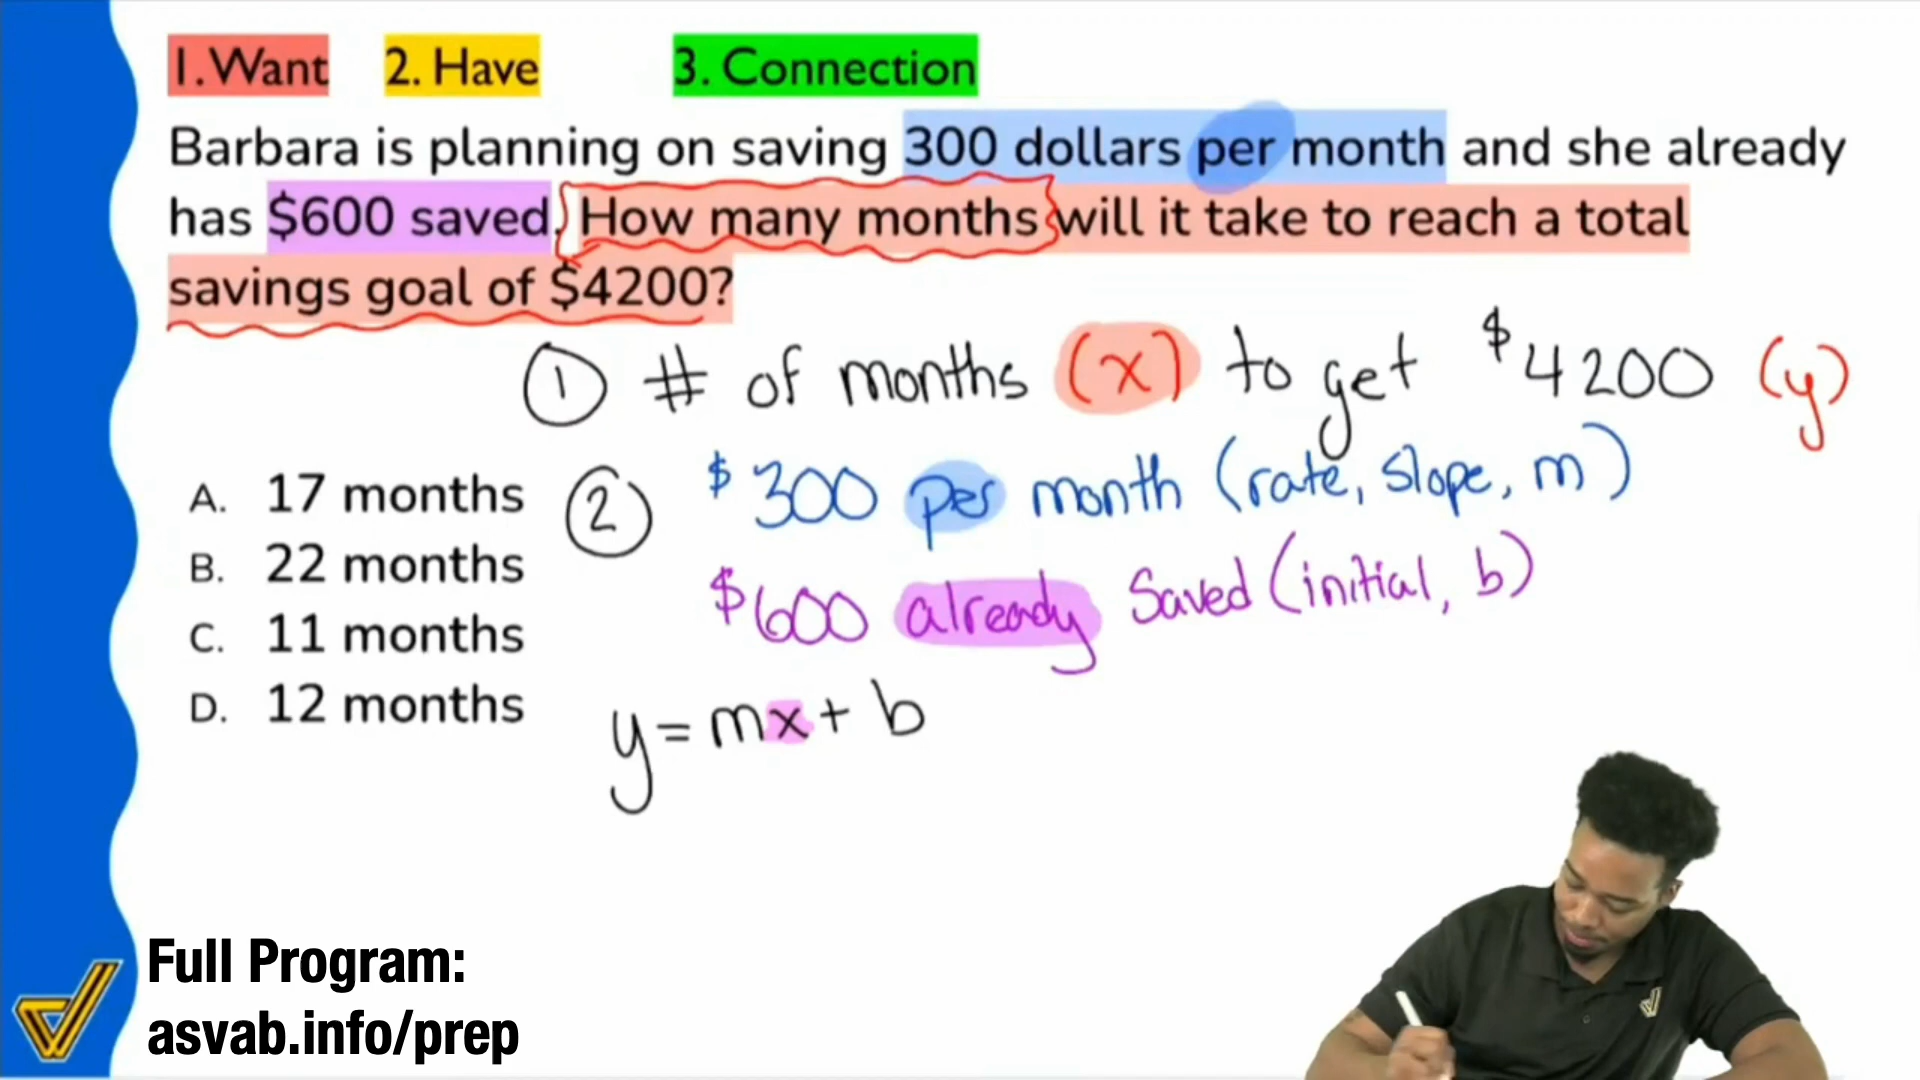 1. Want 2. Have 3. Connection
Barbara is planning on saving 300 dollars per month and she already
has $600 saved. How many months will it take to reach a total
savings goal of $4200?
① # of months (x) to get $4200 (y)
A. 17 months
② $300 per month (rate, slope, m)
B. 22 months
$600 already saved (initial, b)
C. 11 months
D. 12 months
y = mx + b
Full Program:
asvab.info/prep